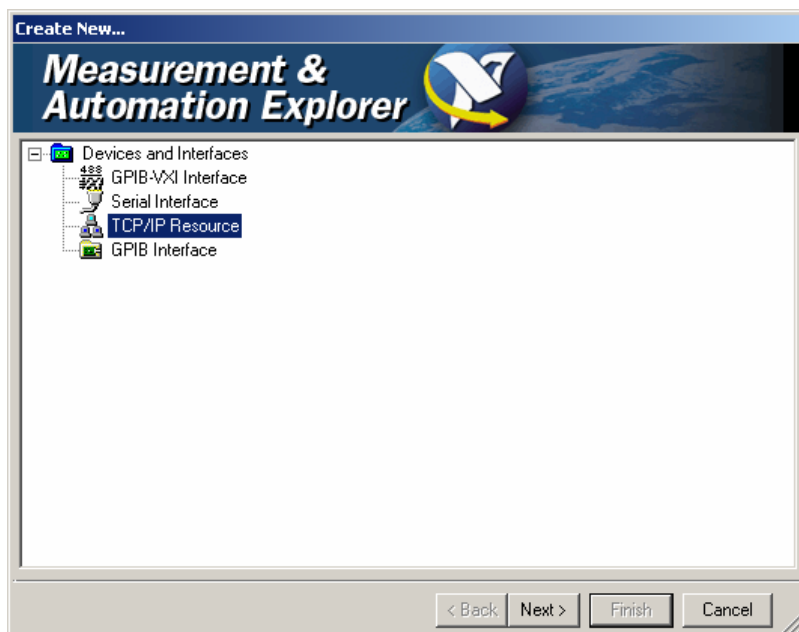 Create New...
Measurement &
Automation Explorer
Devices and Interfaces
488
GPIB-VXI Interface
Serial Interface
TCP/IP Resource
GPIB Interface
< Back
Next >
Finish
Cancel